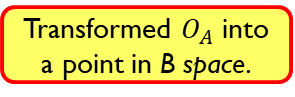 Transformed O_A into
a point in B space.